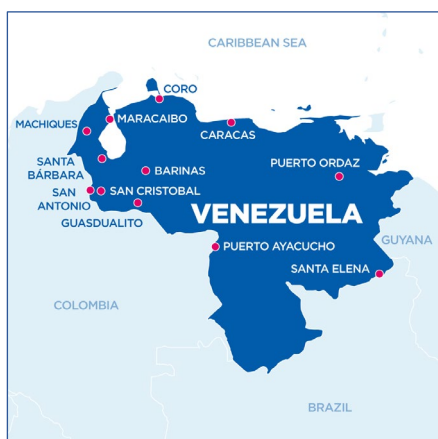 CARIBBEAN SEA
CORO
MACHIQUES
MARACAIBO
CARACAS
SANTA
BÁRBARA
BARINAS
PUERTO ORDAZ
SAN
ANTONIO
SAN CRISTOBAL
GUASDUALITO
VENEZUELA
GUYANA
PUERTO AYACUCHO
SANTA ELENA
COLOMBIA
BRAZIL